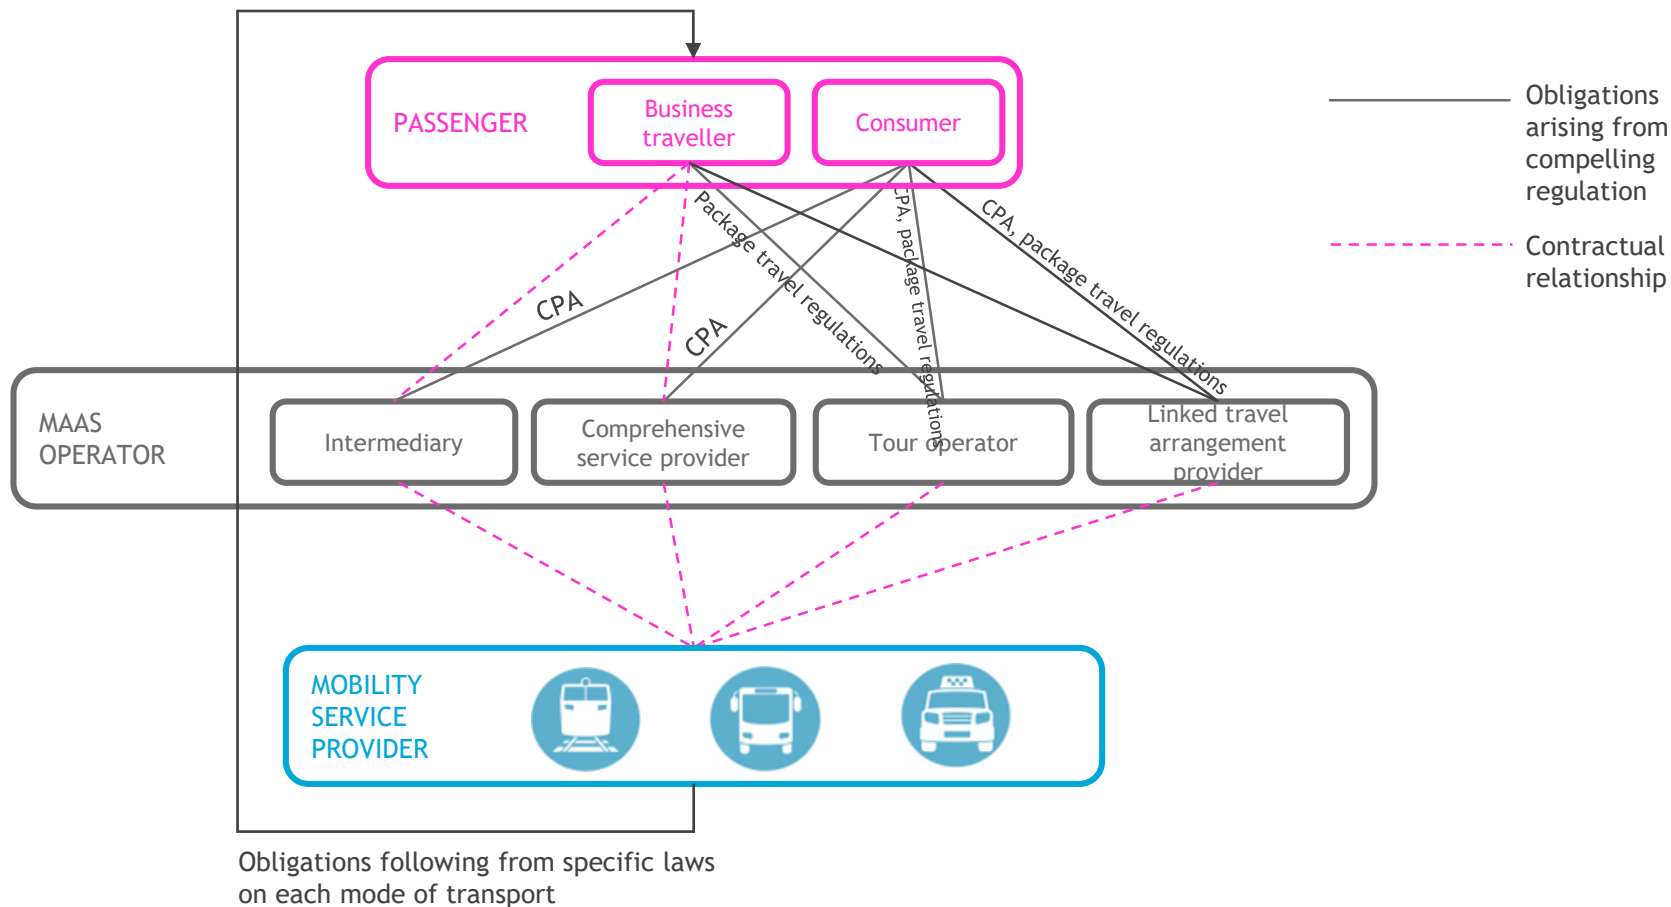 PASSENGER
Business
traveller
Consumer
Obligations
arising from
compelling
regulation
Contractual
relationship
CPA
CPA
Package travel regulations
CPA, package travel regulations
CPA, package travel regulations
MAAS
OPERATOR
Intermediary
Comprehensive
service provider
Tour operator
Linked travel
arrangement
provider
MOBILITY
SERVICE
PROVIDER
Obligations following from specific laws
on each mode of transport